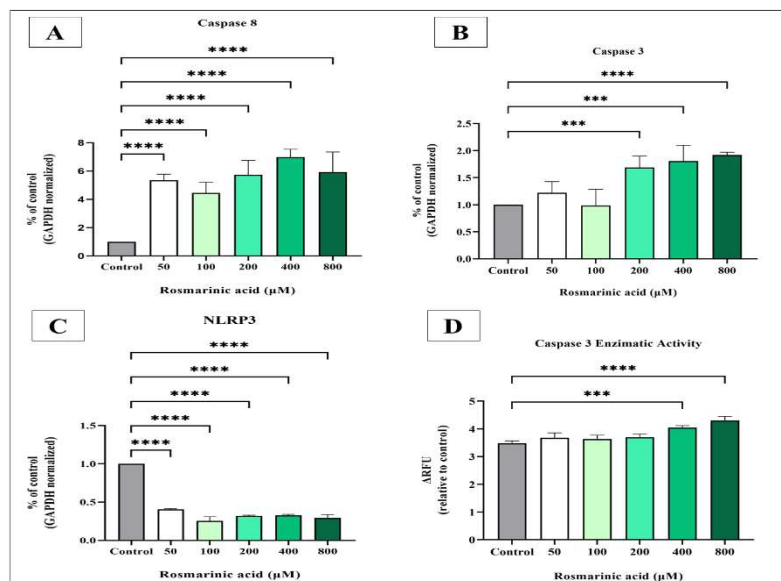 A
Caspase 8
****
****
****
****
****
% of control
(GAPDH normalized)
8
6
4
2
0
Control 50 100 200 400 800
Rosmarinic acid (µM)
B
Caspase 3
****
***
***
% of control
(GAPDH normalized)
2.5
2.0
1.5
1.0
0.5
0.0
Control 50 100 200 400 800
Rosmarinic acid (µM)
C
NLRP3
****
****
****
****
****
% of control
(GAPDH normalized)
1.5
1.0
0.5
0.0
Control 50 100 200 400 800
Rosmarinic acid (µM)
D
Caspase 3 Enzimatic Activity
****
***
ΔRFU
(relative to control)
5
4
3
2
1
0
Control 50 100 200 400 800
Rosmarinic acid (µM)